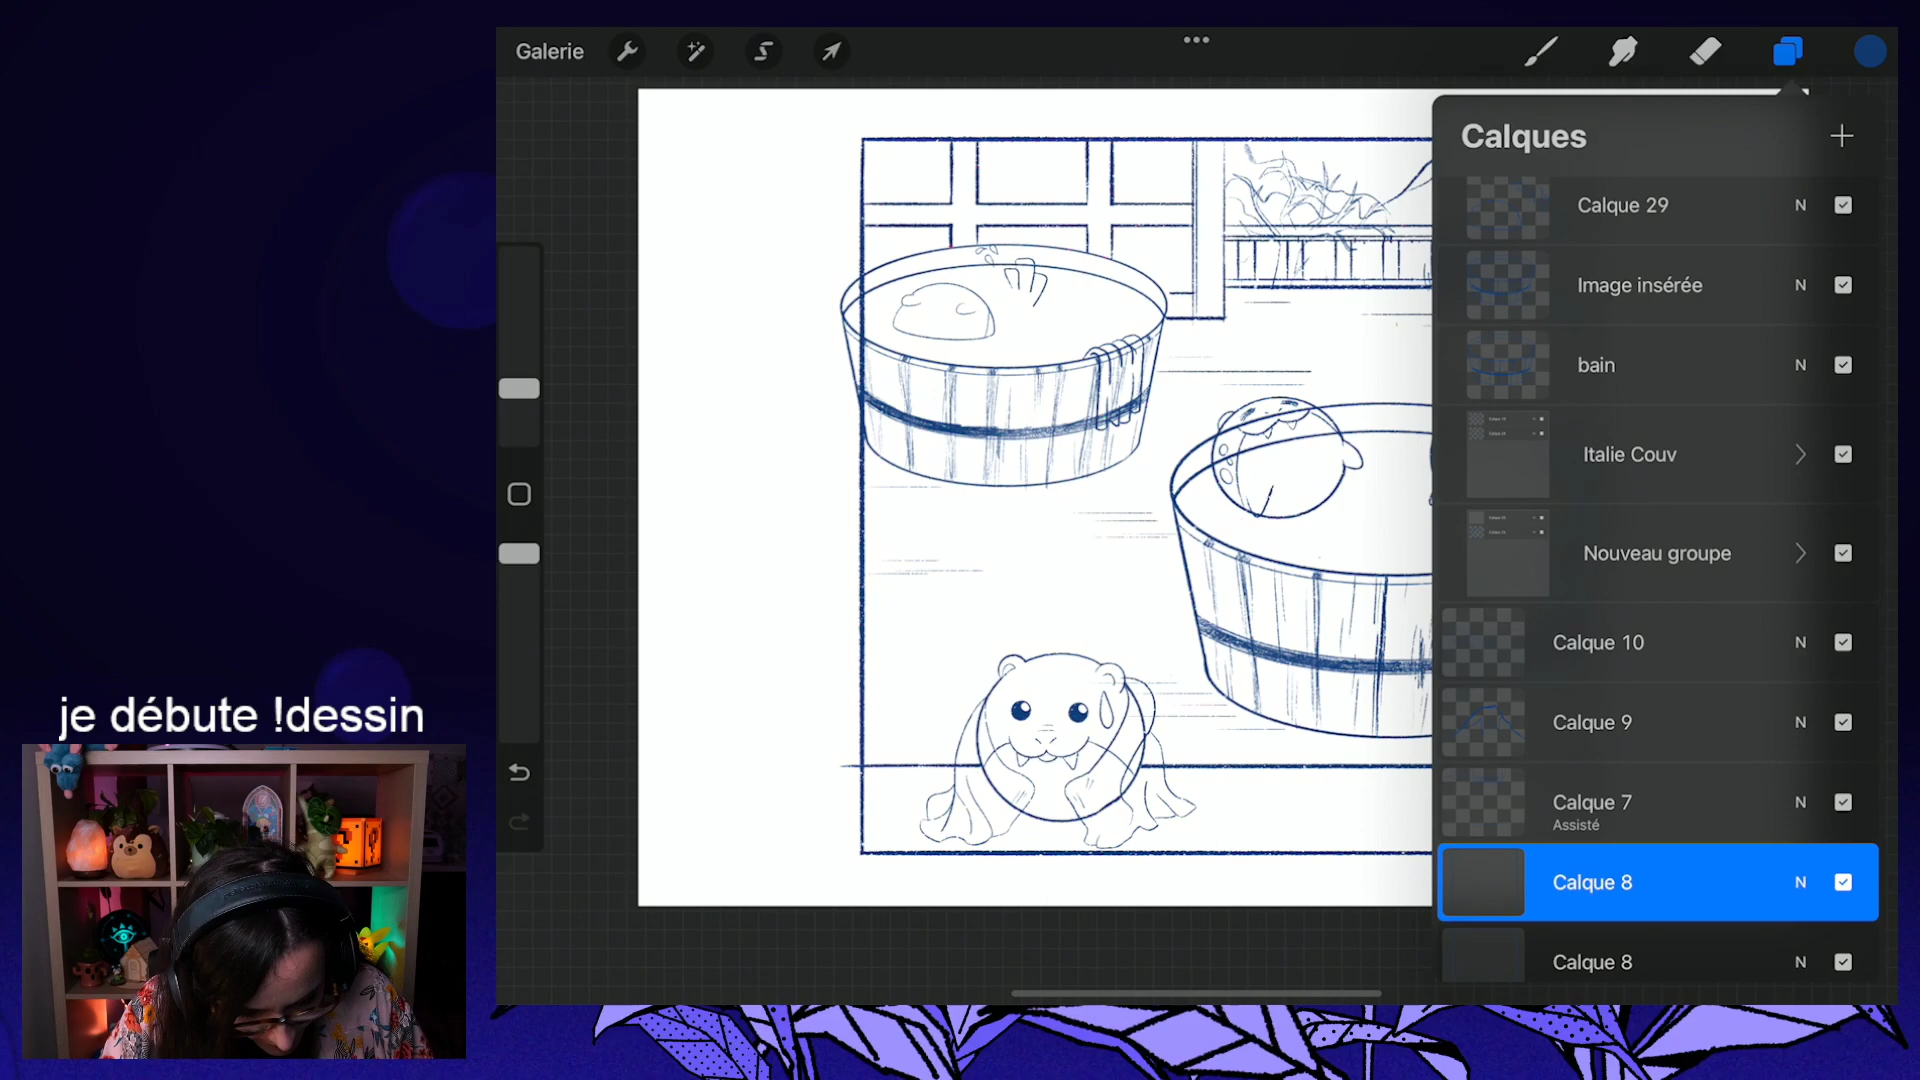 Galerie
Calques
Calque 29 N
Image insérée N
bain N
Italie Couv
Nouveau groupe
Calque 10 N
Calque 9 N
Calque 7 N
Assisté
Calque 8 N
Calque 8 N
je débute !dessin